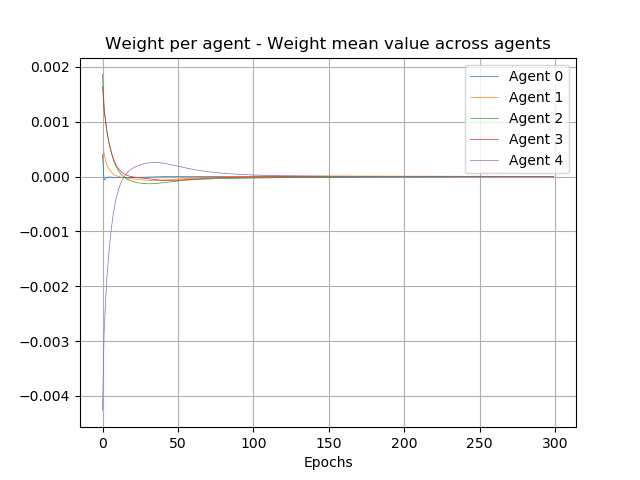 Weight per agent - Weight mean value across agents
0.002
0.001
0.000
−0.001
−0.002
−0.003
−0.004
Agent 0
Agent 1
Agent 2
Agent 3
Agent 4
0 50 100 150 200 250 300
Epochs